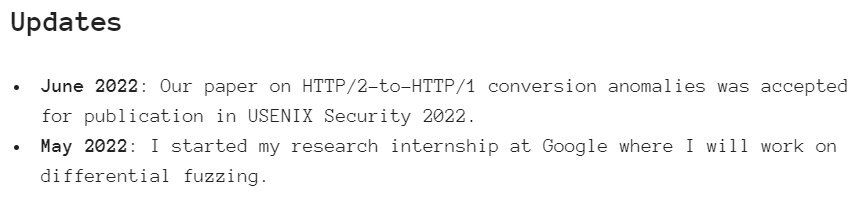 Updates
• June 2022: Our paper on HTTP/2-to-HTTP/1 conversion anomalies was accepted
for publication in USENIX Security 2022.
• May 2022: I started my research internship at Google where I will work on
differential fuzzing.